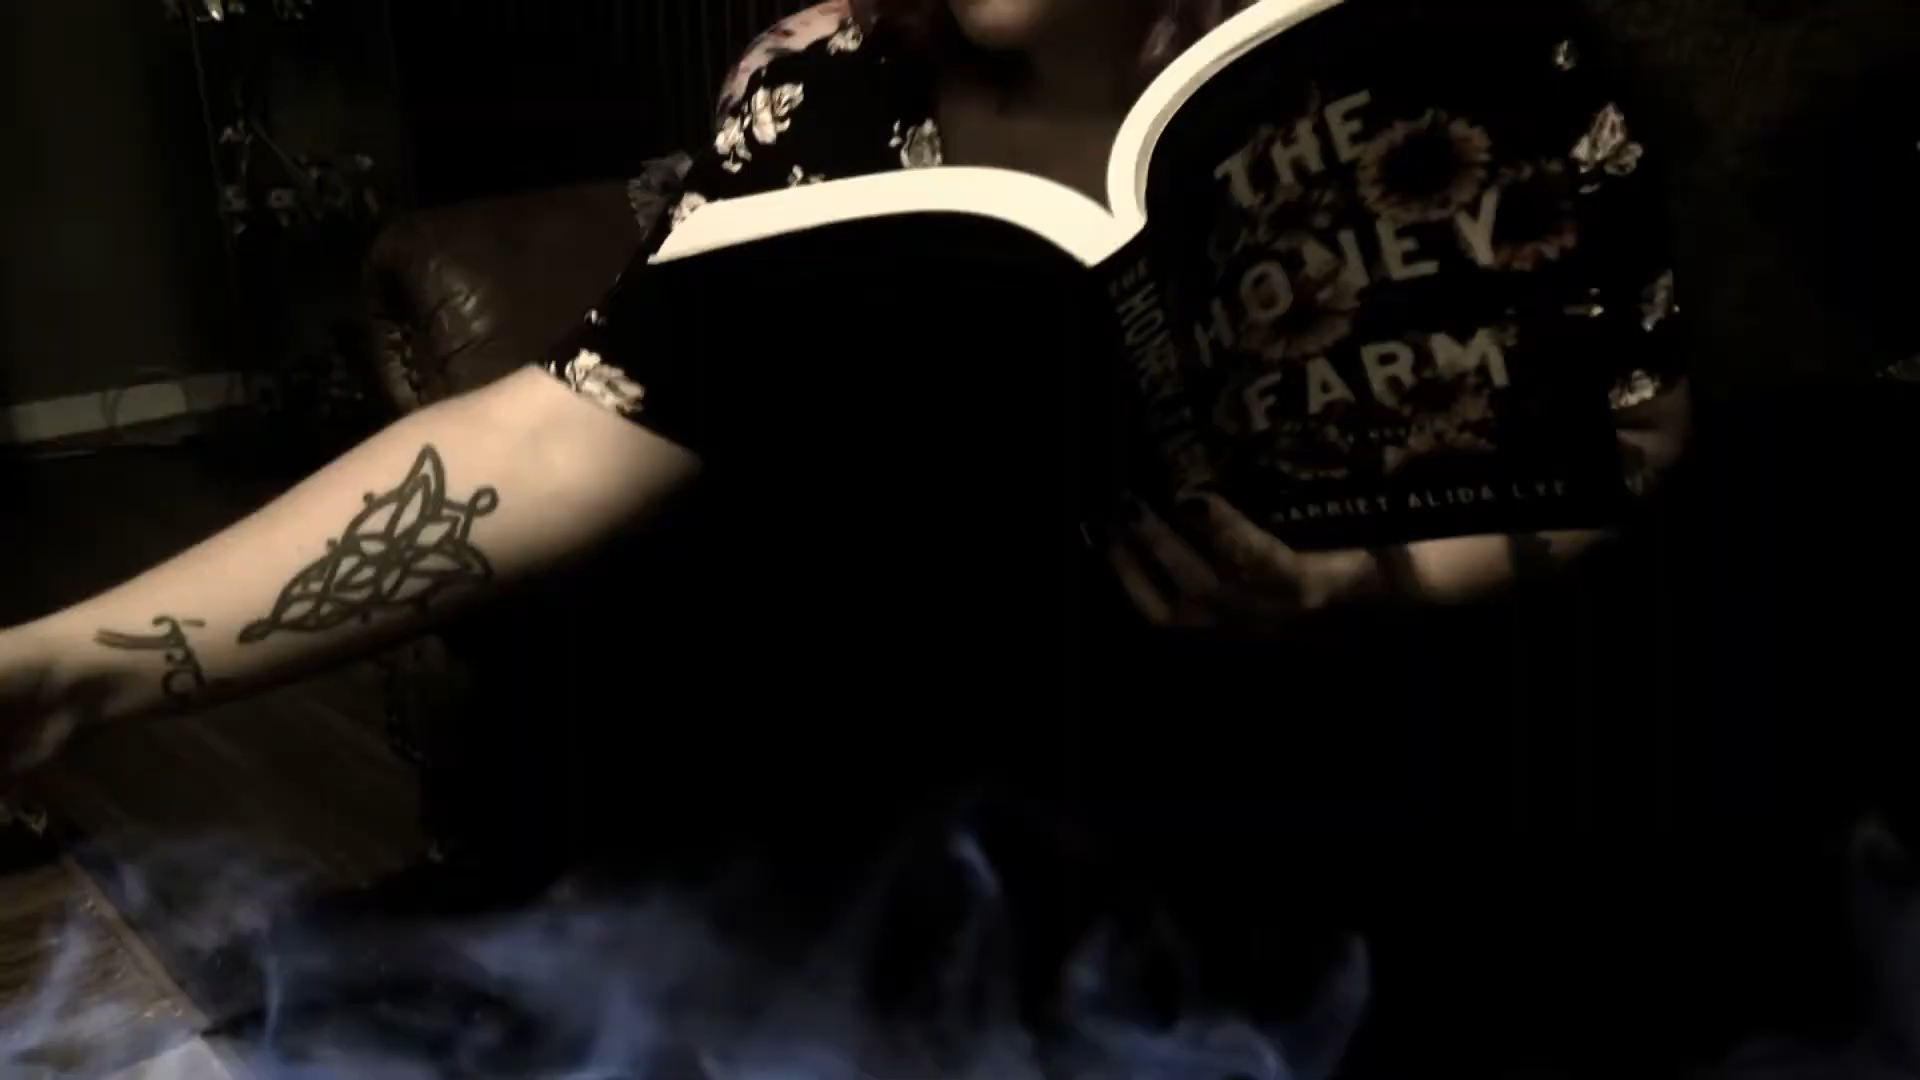 THE
HONEY
FARM
HARRIET ALIDA LYE
THE HONEY FARM